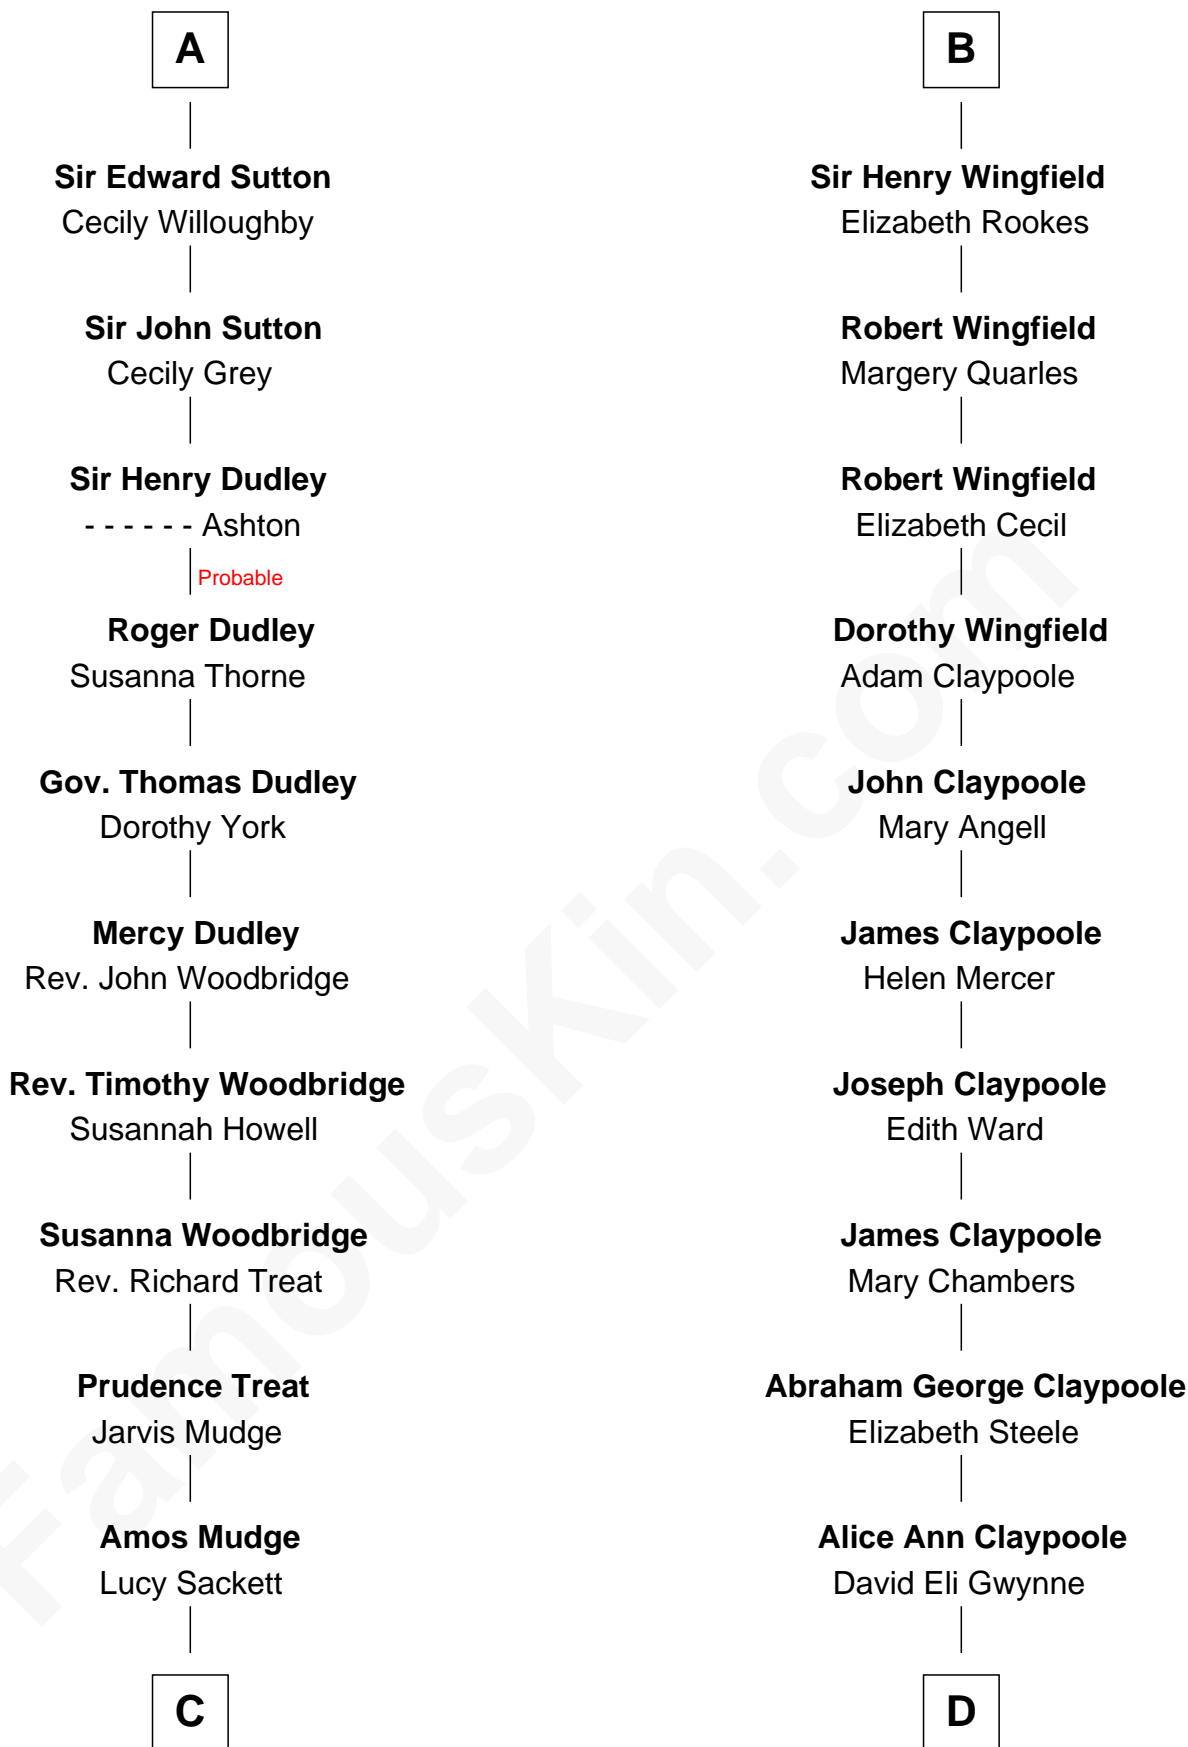 A
Sir Edward Sutton
Cecily Willoughby
Sir John Sutton
Cecily Grey
Sir Henry Dudley
- - - - - - Ashton
Probable
Roger Dudley
Susanna Thorne
Gov. Thomas Dudley
Dorothy York
Mercy Dudley
Rev. John Woodbridge
Rev. Timothy Woodbridge
Susannah Howell
Susanna Woodbridge
Rev. Richard Treat
Prudence Treat
Jarvis Mudge
Amos Mudge
Lucy Sackett
C
B
Sir Henry Wingfield
Elizabeth Rookes
Robert Wingfield
Margery Quarles
Robert Wingfield
Elizabeth Cecil
Dorothy Wingfield
Adam Claypoole
John Claypoole
Mary Angell
James Claypoole
Helen Mercer
Joseph Claypoole
Edith Ward
James Claypoole
Mary Chambers
Abraham George Claypoole
Elizabeth Steele
Alice Ann Claypoole
David Eli Gwynne
D
FamousKin.com